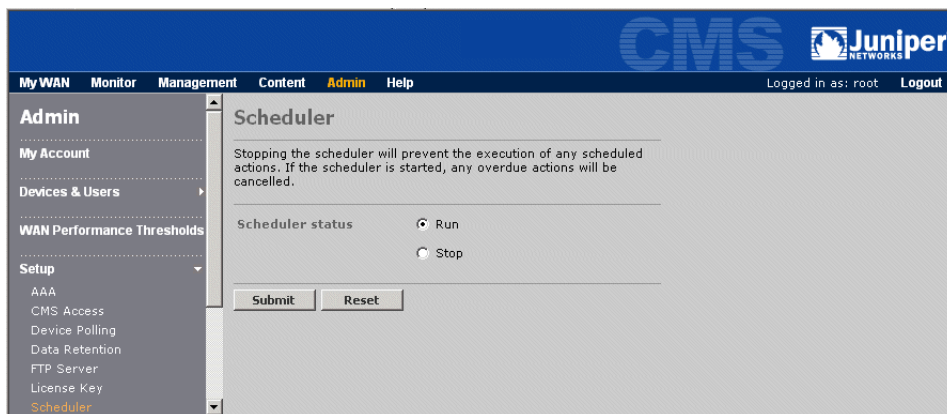 CMS
Juniper
NETWORKS
My WAN Monitor Management Content Admin Help Logged in as: root Logout
Admin
My Account
Devices & Users
WAN Performance Thresholds
Setup
AAA
CMS Access
Device Polling
Data Retention
FTP Server
License Key
Scheduler
Scheduler
Stopping the scheduler will prevent the execution of any scheduled
actions. If the scheduler is started, any overdue actions will be
cancelled.
Scheduler status Run
Stop
Submit Reset